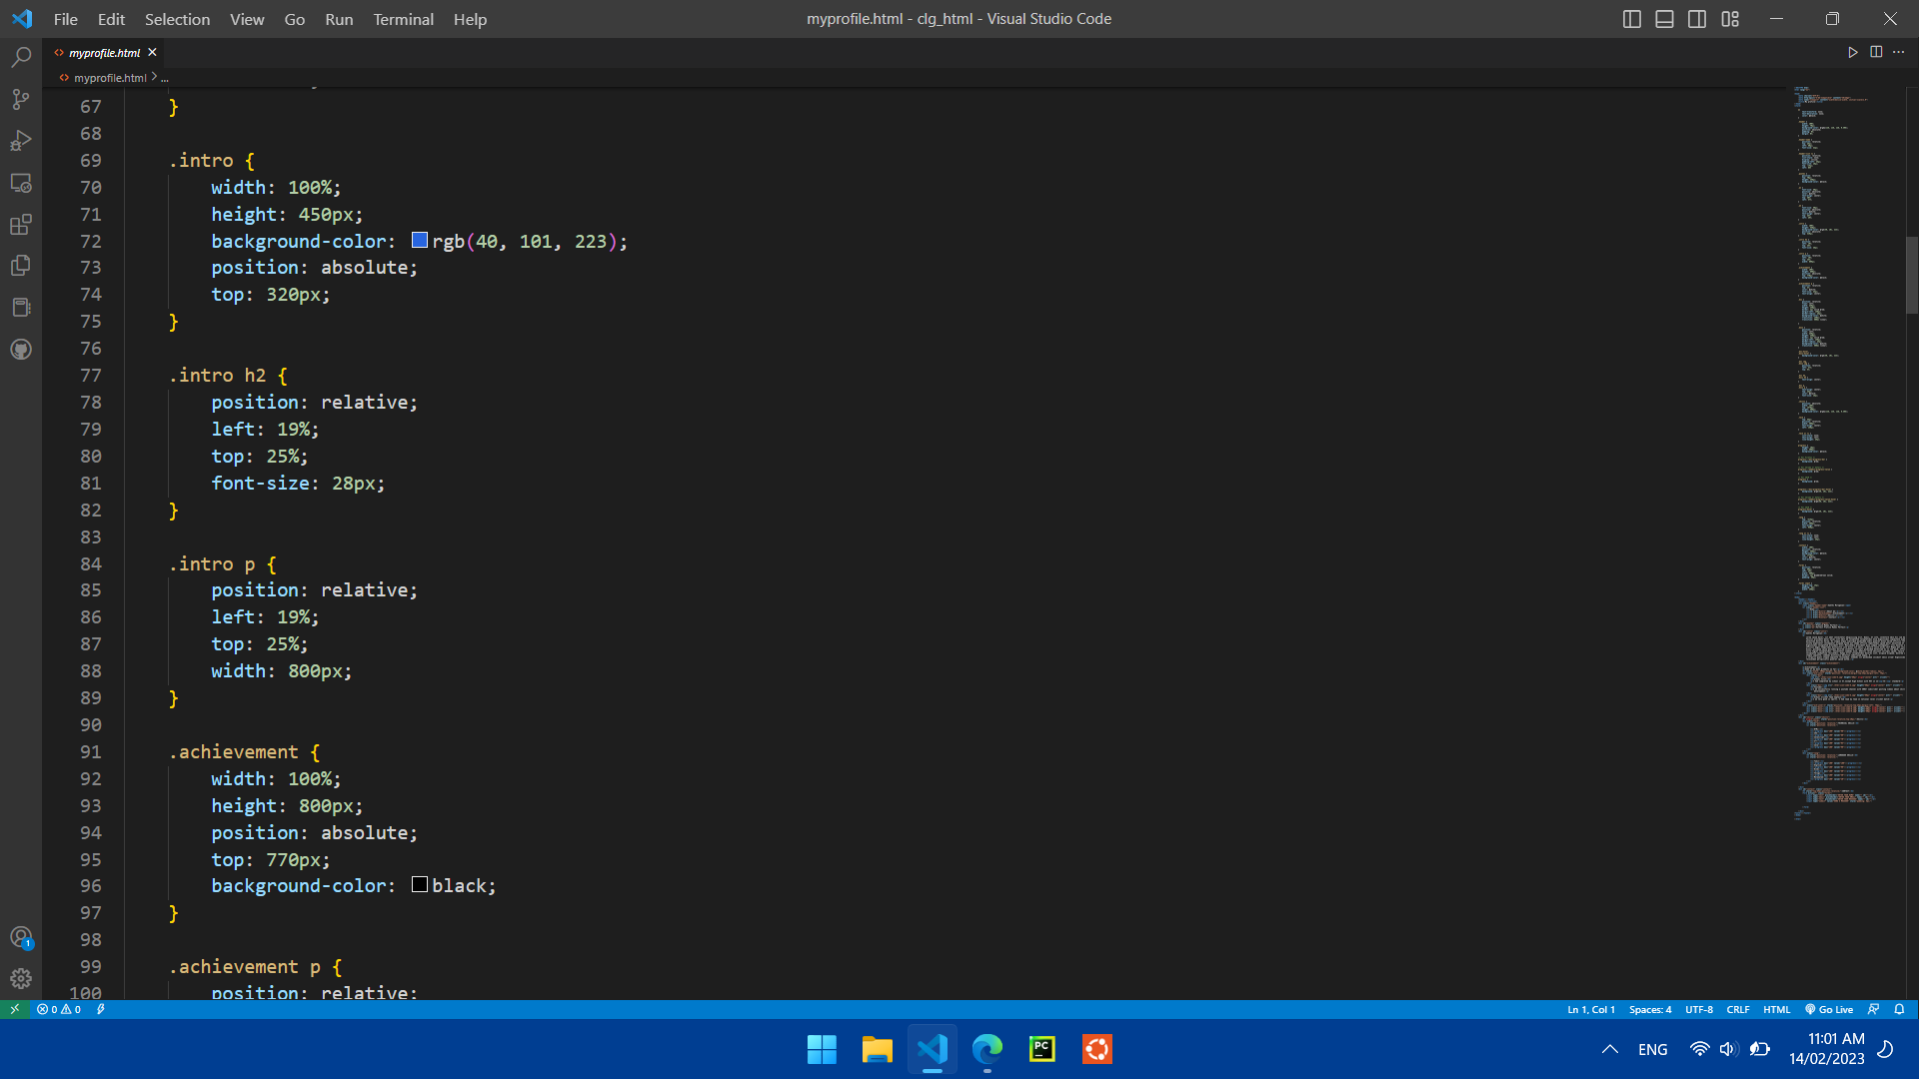 File Edit Selection View Go Run Terminal Help
myprofile.html - clg_html - Visual Studio Code
myprofile.html
myprofile.html > ...
67 }
68
69 .intro {
70 width: 100%;
71 height: 450px;
72 background-color: rgb(40, 101, 223);
73 position: absolute;
74 top: 320px;
75 }
76
77 .intro h2 {
78 position: relative;
79 left: 19%;
80 top: 25%;
81 font-size: 28px;
82 }
83
84 .intro p {
85 position: relative;
86 left: 19%;
87 top: 25%;
88 width: 800px;
89 }
90
91 .achievement {
92 width: 100%;
93 height: 800px;
94 position: absolute;
95 top: 770px;
96 background-color: black;
97 }
98
99 .achievement p {
100 position: relative;
1
0 0 Ln 1, Col 1 Spaces: 4 UTF-8 CRLF HTML Go Live
PC
ENG
11:01 AM
14/02/2023